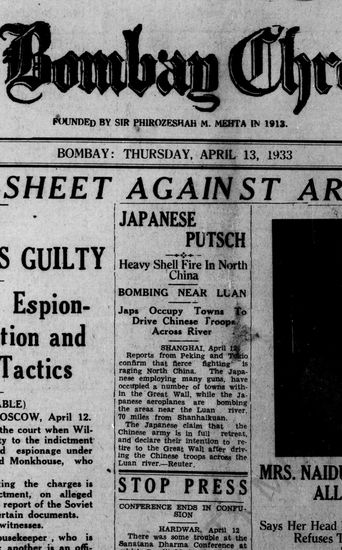 Bombay Chr
FOUNDED BY SIR PHIROZESHAH M. MEHTA IN 1913.
BOMBAY: THURSDAY, APRIL 13, 1933
SHEET AGAINST AR
S GUILTY
Espion-
tion and
Tactics
ABLE)
OSCOW, April 12.
the court when Wil-
ty to the indictment
d espionage under
d Monkhouse, who
ng the charges is
ctment, on alleged
report of the Soviet
ertain documents.
witnesses.
ousekeeper, who is
another is an offi-
JAPANESE
PUTSCH
Heavy Shell Fire In North
China
BOMBING NEAR LUAN
Japs Occupy Towns To
Drive Chinese Troops
Across River
SHANGHAI, April 12
Reports from Peking and Tokio
confirm that fierce fighting is
raging North China. The Japa-
nese employing many guns, have
occupied a number of towns with-
in the Great Wall, while the Ja-
panese aeroplanes are bombing
the areas near the Luan river,
70 miles from Shanhaikuan.
The Japanese claim that the
Chinese army is in full retreat,
and declare their intention to re-
tire to the Great Wall after driv-
ing the Chinese troops across the
Luan river.—Reuter.
STOP PRESS
CONFERENCE ENDS IN CONFU-
SION
HARDWAR, April 12
There was some trouble at the
Sanatana Dharma Conference at
MRS. NAIDU
ALL
Says Her Head
Refuses T